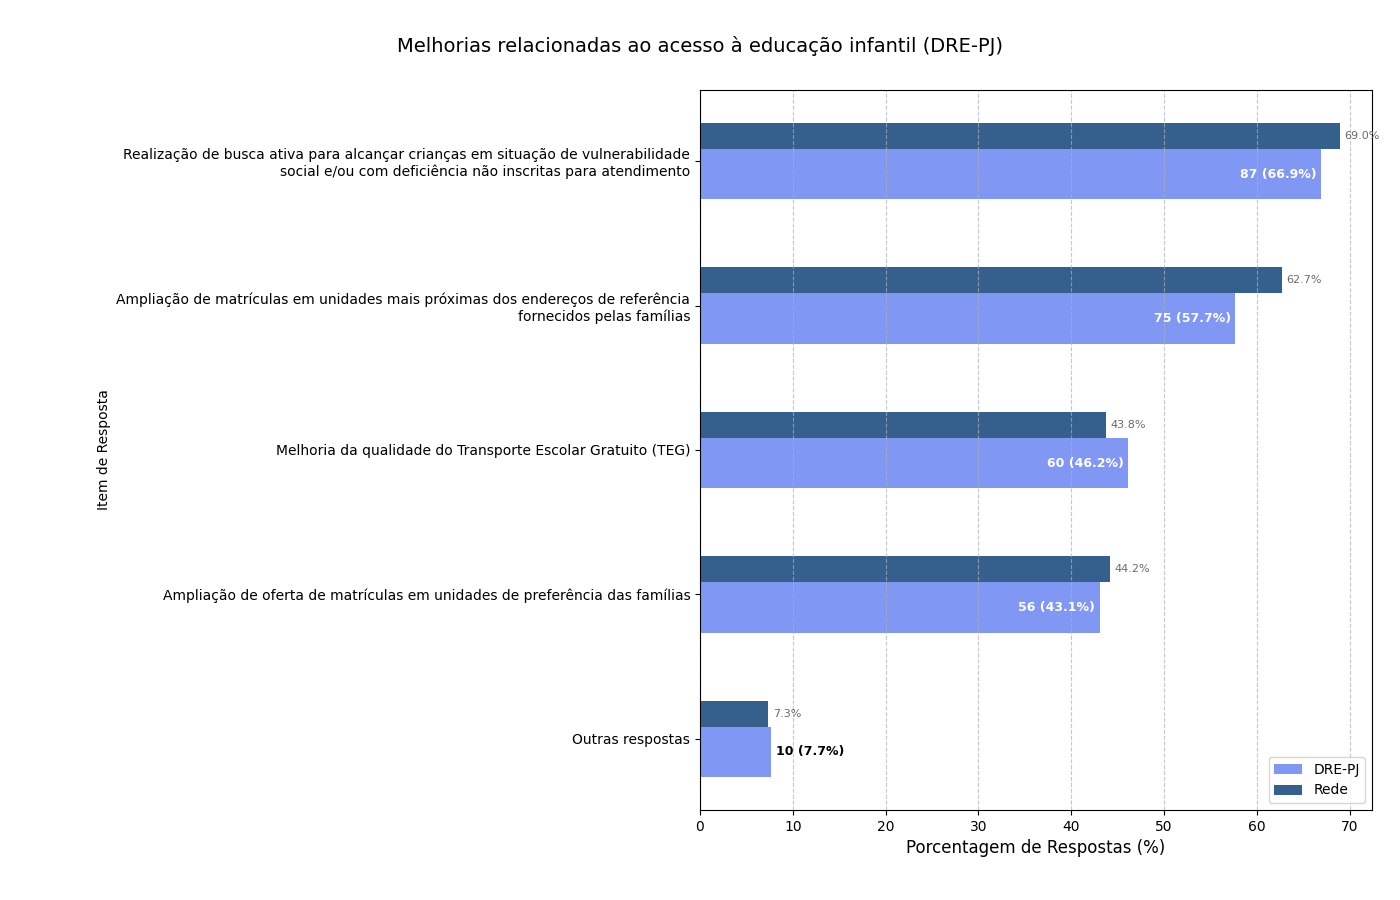 Melhorias relacionadas ao acesso à educação infantil (DRE-PJ)
Realização de busca ativa para alcançar crianças em situação de vulnerabilidade
social e/ou com deficiência não inscritas para atendimento
69.0%
87 (66.9%)
Ampliação de matrículas em unidades mais próximas dos endereços de referência
fornecidos pelas famílias
62.7%
75 (57.7%)
Item de Resposta
Melhoria da qualidade do Transporte Escolar Gratuito (TEG)
43.8%
60 (46.2%)
Ampliação de oferta de matrículas em unidades de preferência das famílias
44.2%
56 (43.1%)
Outras respostas
7.3%
10 (7.7%)
DRE-PJ
Rede
0 10 20 30 40 50 60 70
Porcentagem de Respostas (%)